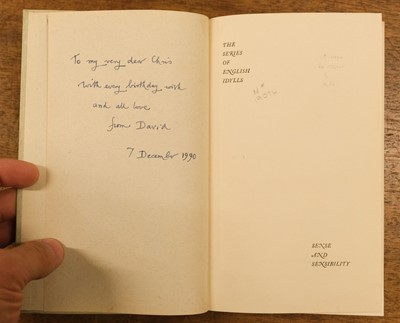 To my very dear Chris
with every birthday wish
and all love
from David
7 December 1990
THE
SERIES
OF
ENGLISH
IDYLLS
SENSE
AND
SENSIBILITY